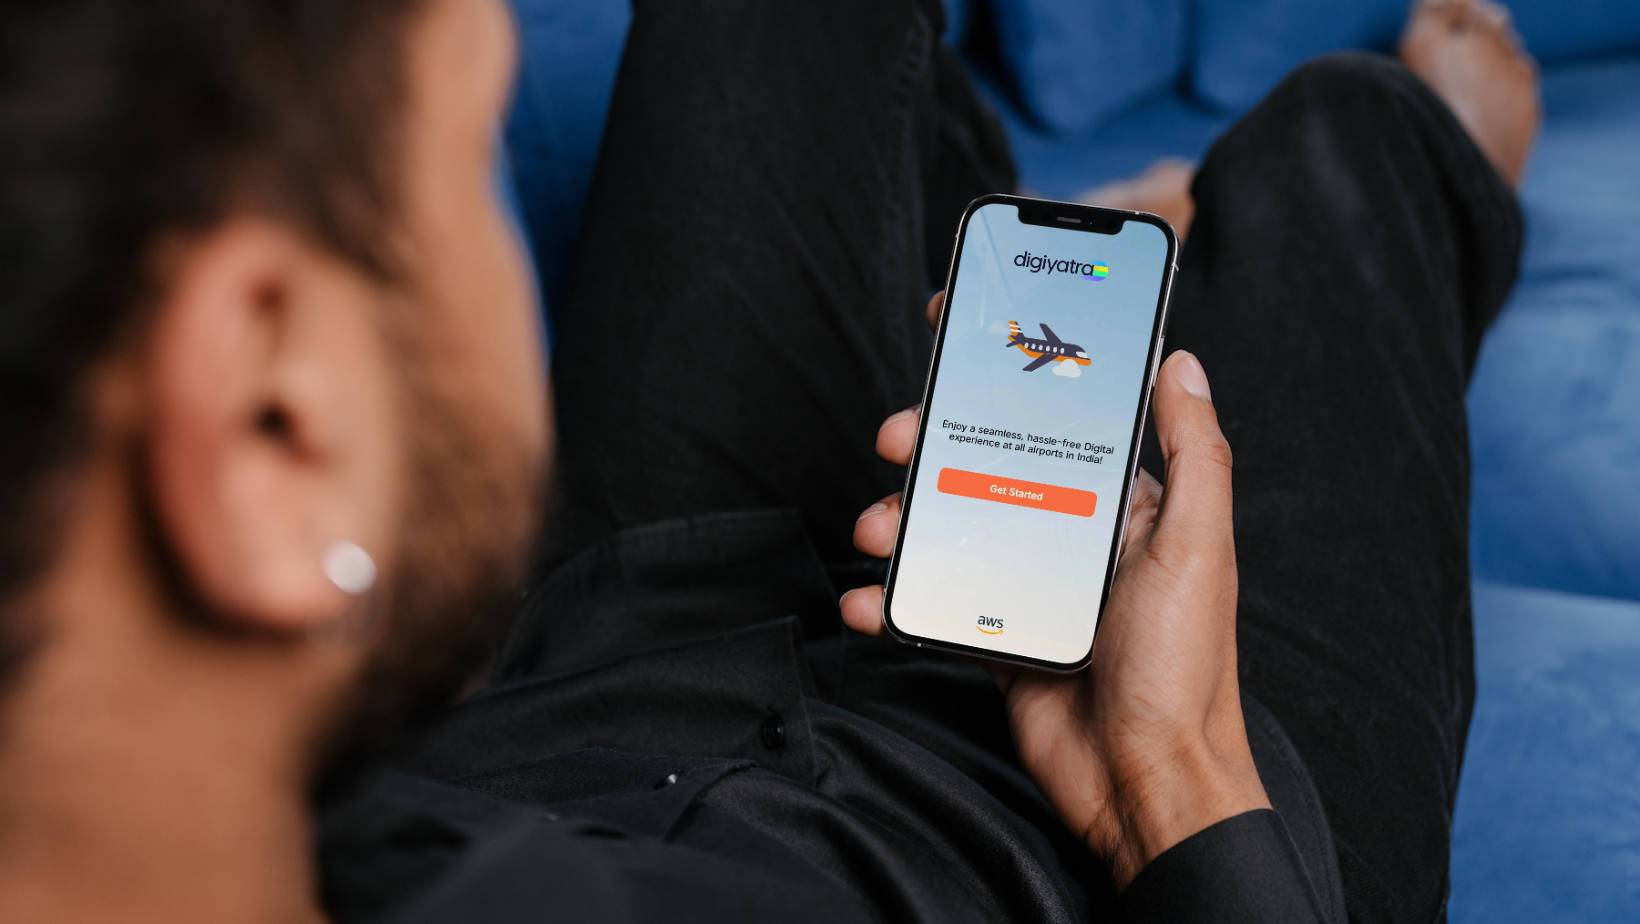 digiyatra
Enjoy a seamless, hassle-free Digital
experience at all airports in India!
Get Started
aws